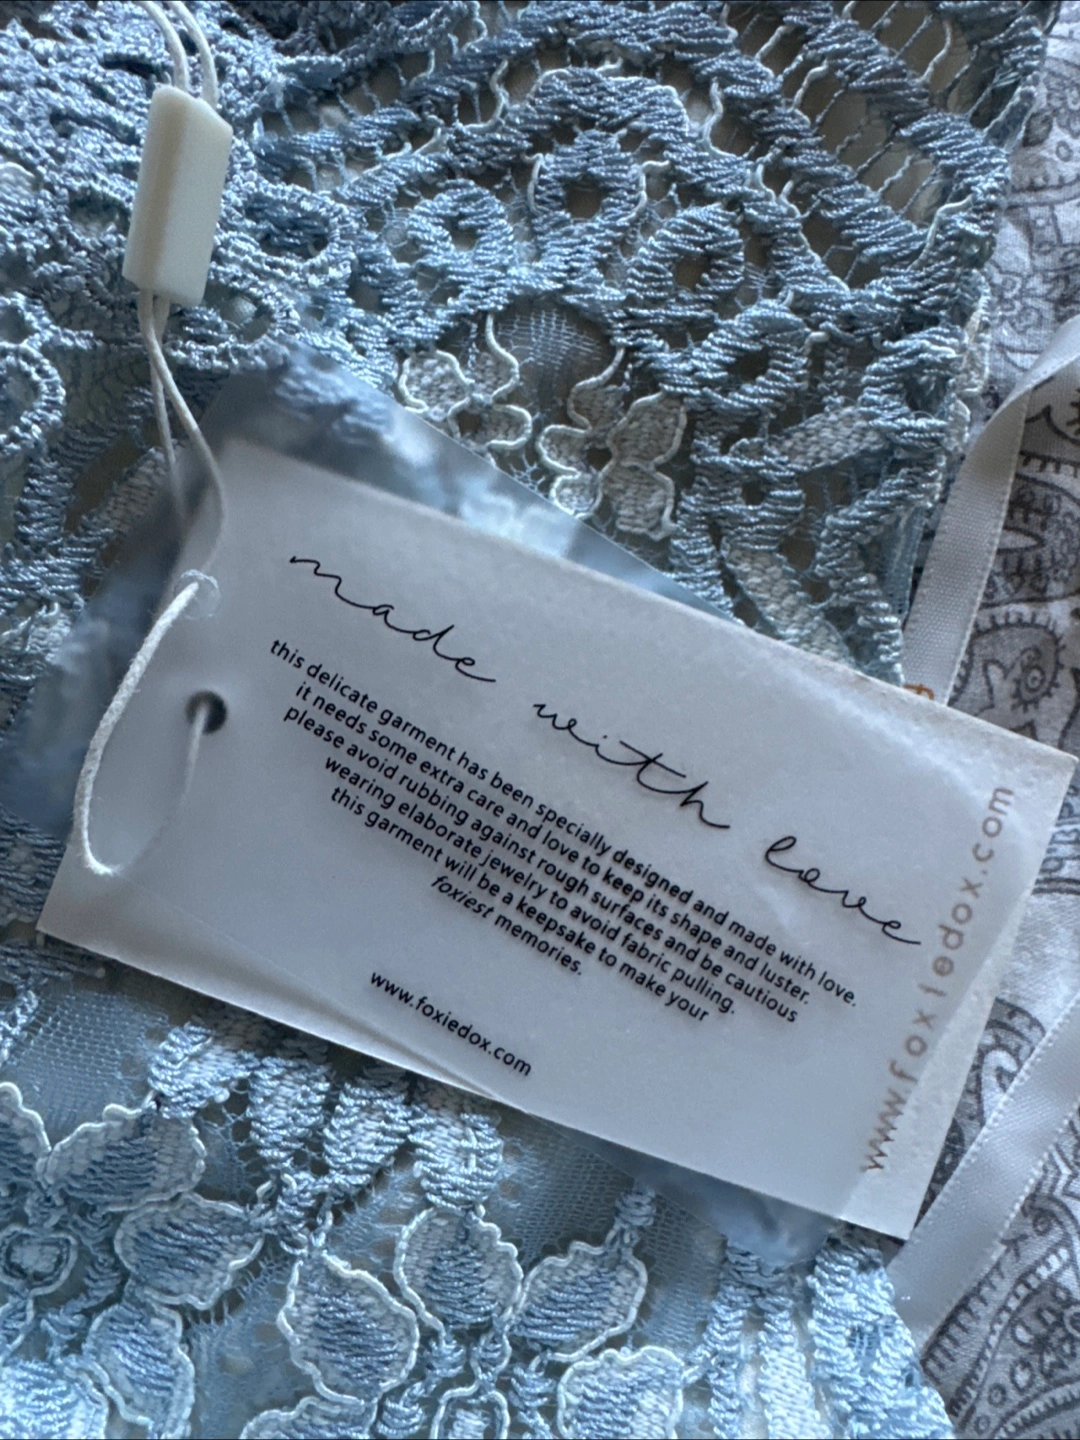 made with love
this delicate garment has been specially designed and made with love.
it needs some extra care and love to keep its shape and luster.
please avoid rubbing against rough surfaces and be cautious
wearing elaborate jewelry to avoid fabric pulling.
this garment will be a keepsake to make your
foxiest memories.
www.foxiedox.com
www.foxiedox.com